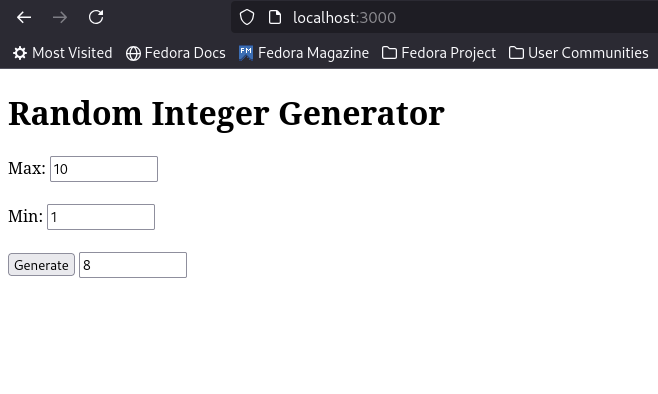 localhost:3000
Most Visited Fedora Docs FM Fedora Magazine Fedora Project User Communities
Random Integer Generator
Max: 10
Min: 1
Generate 8